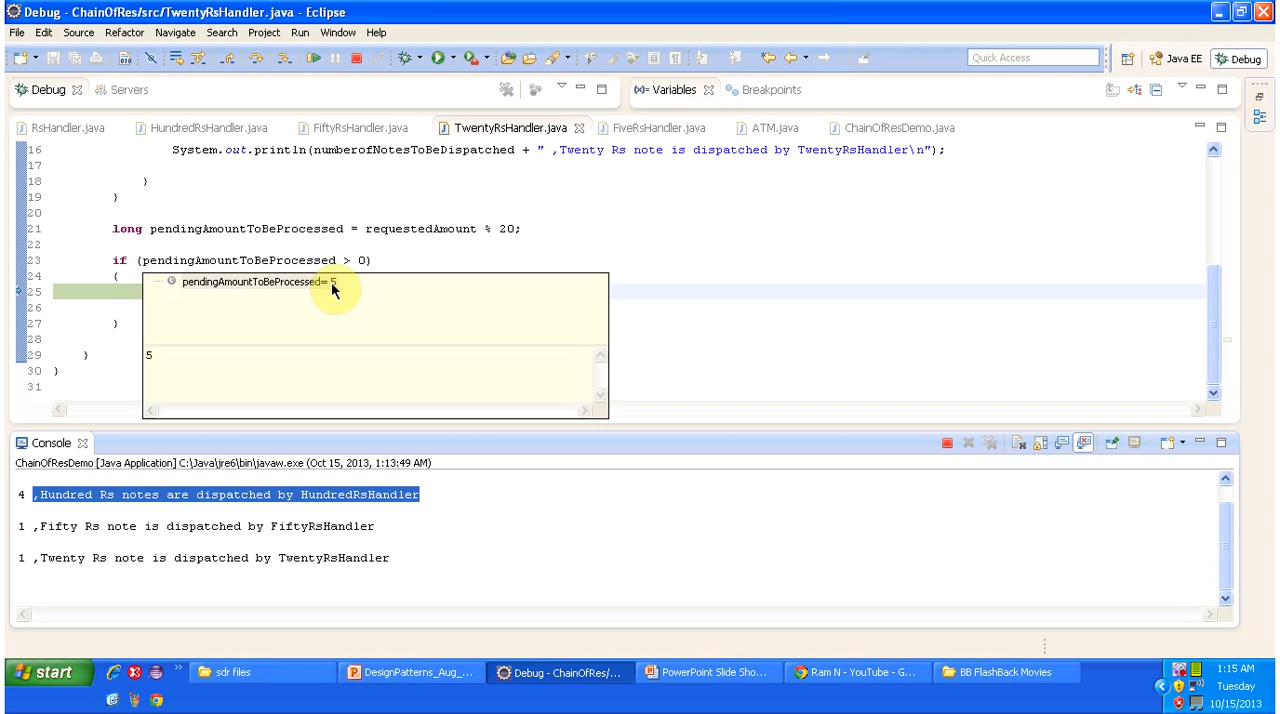 Debug - ChainOfRes/src/TwentyRsHandler.java - Eclipse
File Edit Source Refactor Navigate Search Project Run Window Help
Quick Access
Java EE
Debug
Debug
Servers
Variables
Breakpoints
RsHandler.java
HundredRsHandler.java
FiftyRsHandler.java
TwentyRsHandler.java
FiveRsHandler.java
ATM.java
ChainOfResDemo.java
16 System.out.println(numberofNotesToBeDispatched + " ,Twenty Rs note is dispatched by TwentyRsHandler\n");
17
18 }
19 }
20
21 long pendingAmountToBeProcessed = requestedAmount % 20;
22
23 if (pendingAmountToBeProcessed > 0)
24 {
pendingAmountToBeProcessed= 5
25
26
27 }
28
5
29 }
30 }
31
Console
ChainOfResDemo [Java Application] C:\Java\jre6\bin\javaw.exe (Oct 15, 2013, 1:13:49 AM)
4 ,Hundred Rs notes are dispatched by HundredRsHandler
1 ,Fifty Rs note is dispatched by FiftyRsHandler
1 ,Twenty Rs note is dispatched by TwentyRsHandler
start
sdr files
DesignPatterns_Aug_...
Debug - ChainOfRes/...
PowerPoint Slide Sho...
Ram N - YouTube - G...
BB FlashBack Movies
1:15 AM
Tuesday
10/15/2013